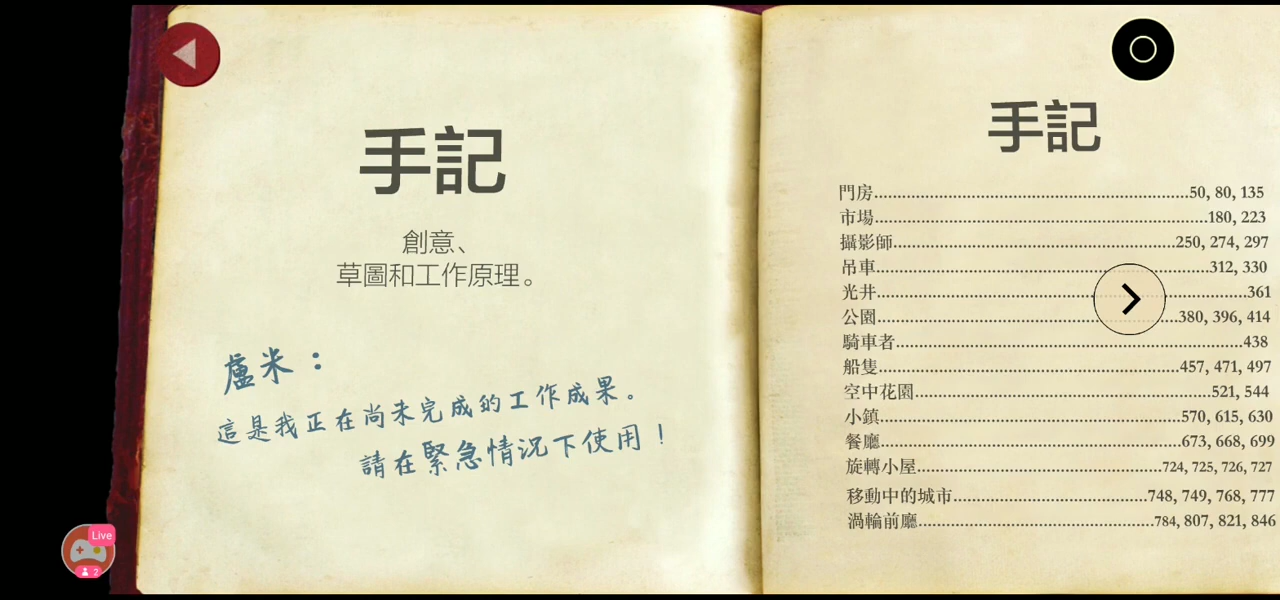 手記
創意、
草圖和工作原理。
盧米：
這是我正在尚未完成的工作成果。
請在緊急情況下使用！
Live
2
手記
門房 50, 80, 135
市場 180, 223
攝影師 250, 274, 297
吊車 312, 330
光井 361
公園 380, 396, 414
騎車者 438
船隻 457, 471, 497
空中花園 521, 544
小鎮 570, 615, 630
餐廳 673, 668, 699
旋轉小屋 724, 725, 726, 727
移動中的城市 748, 749, 768, 777
渦輪前廳 784, 807, 821, 846